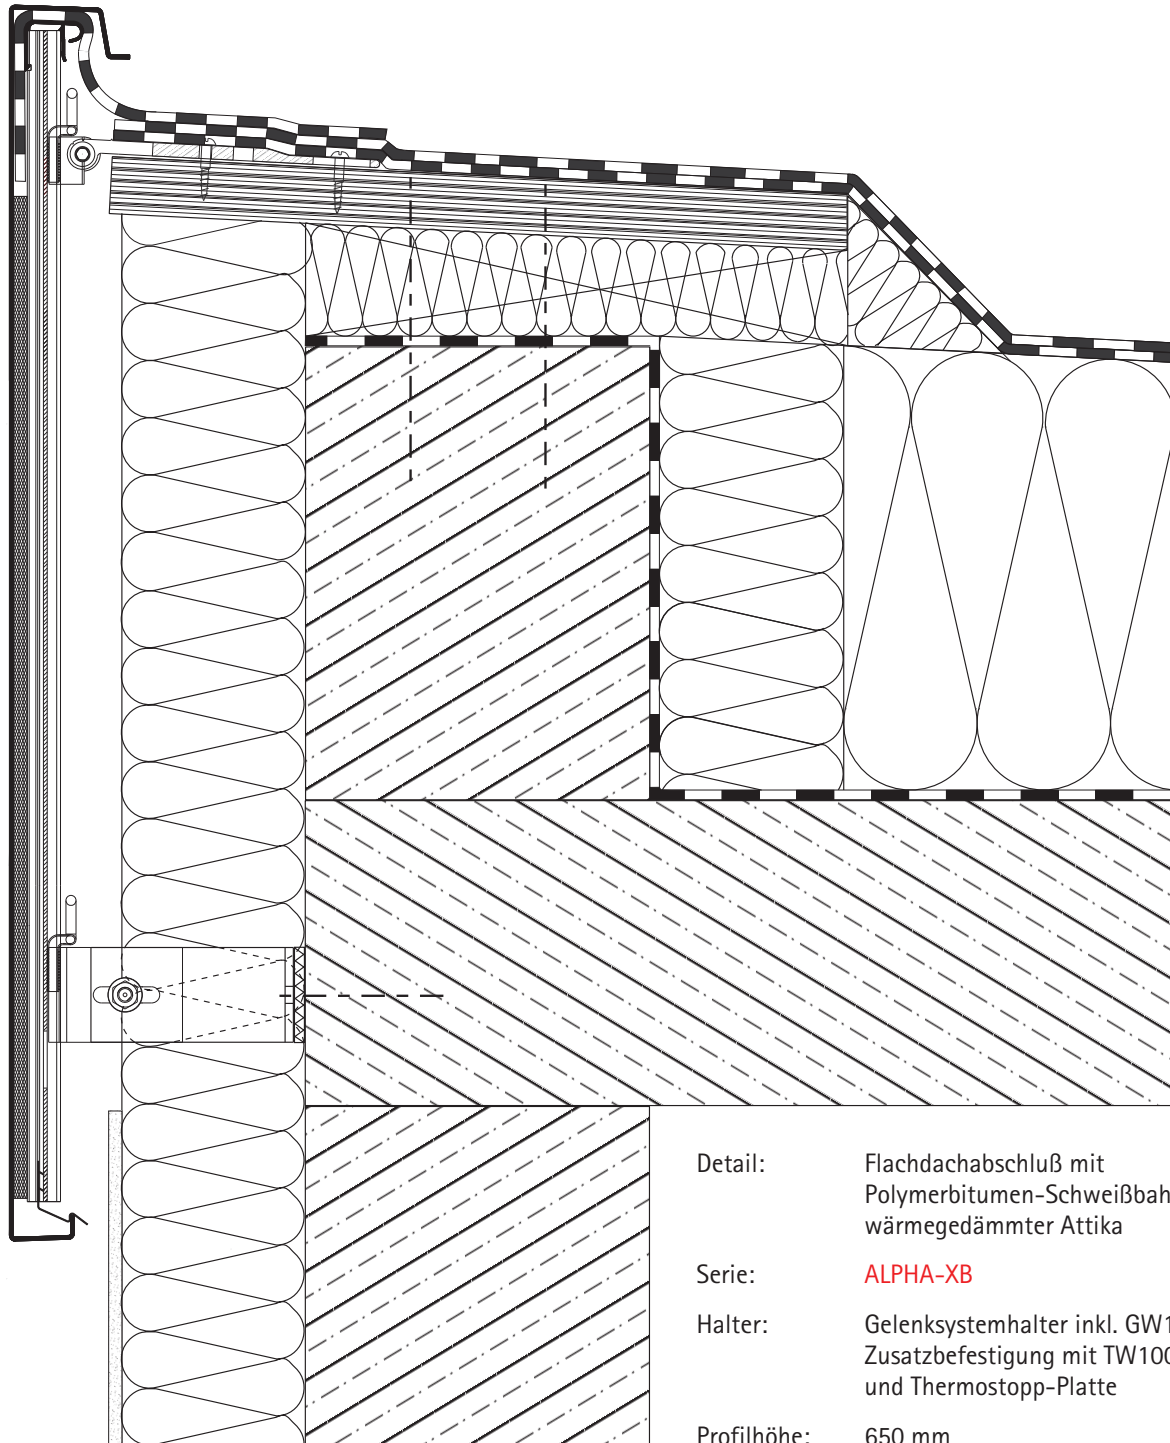 Detail: Flachdachabschluß mit
Polymerbitumen-Schweißbah
wärmegedämmter Attika
Serie: ALPHA-XB
Halter: Gelenksystemhalter inkl. GW1
Zusatzbefestigung mit TW100
und Thermostopp-Platte
Profilhöhe: 650 mm